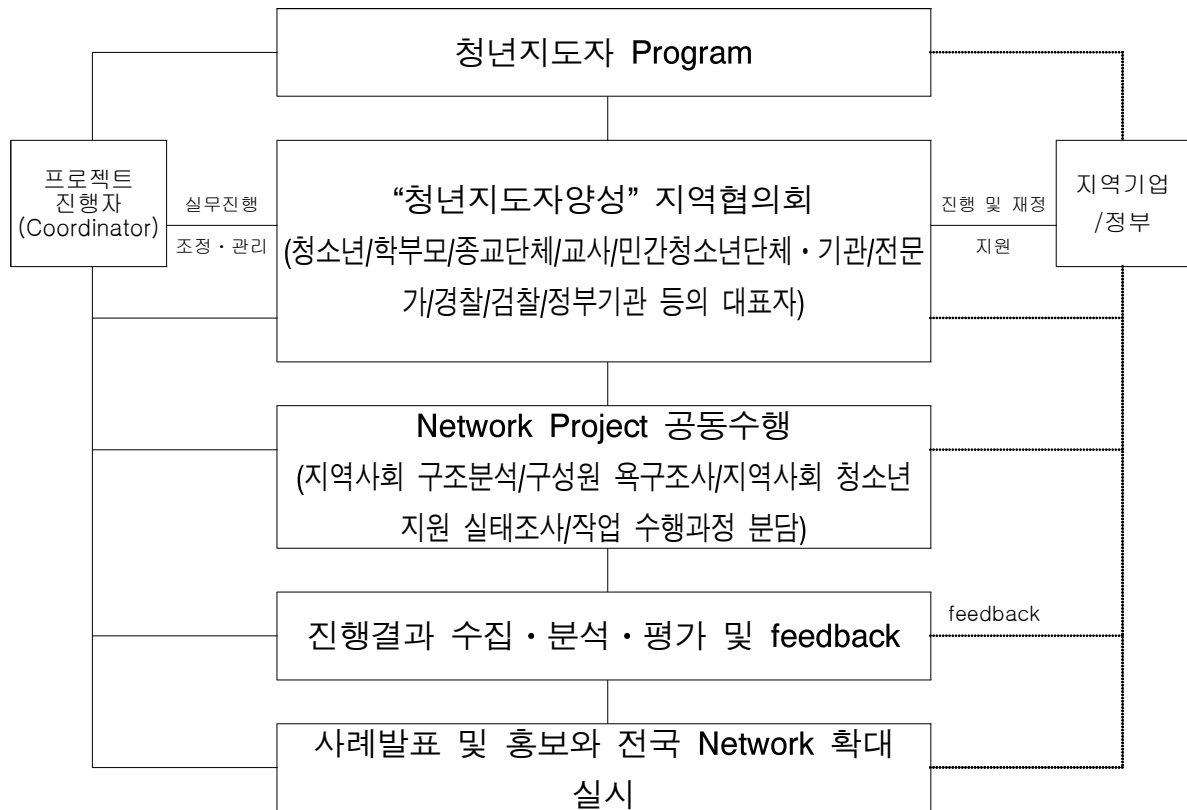 청년지도자 Program
프로젝트
진행자
(Coordinator)
실무진행
조정・관리
“청년지도자양성” 지역협의회
(청소년/학부모/종교단체/교사/민간청소년단체・기관/전문
가/경찰/검찰/정부기관 등의 대표자)
진행 및 재정
지원
지역기업
/정부
Network Project 공동수행
(지역사회 구조분석/구성원 욕구조사/지역사회 청소년
지원 실태조사/작업 수행과정 분담)
진행결과 수집・분석・평가 및 feedback
feedback
사례발표 및 홍보와 전국 Network 확대
실시